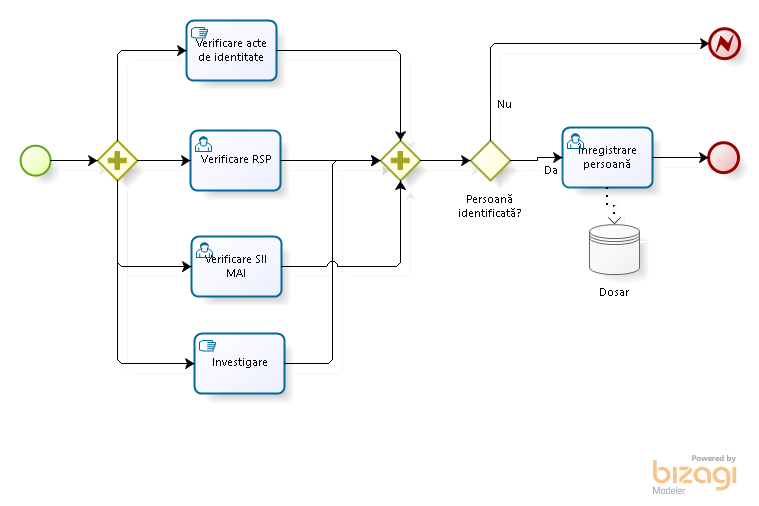 Verificare acte
de identitate
Verificare RSP
Verificare SII
MAI
Investigare
Nu
Da
Persoană
identificată?
Înregistrare
persoană
Dosar
Powered by
bizagi
Modeler